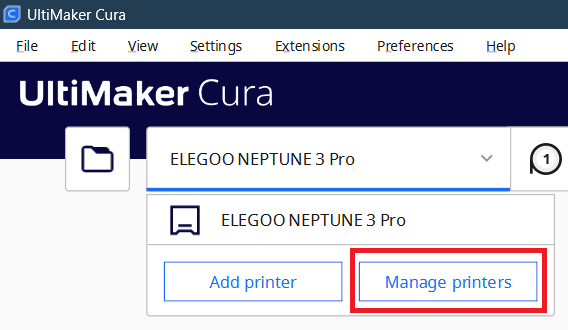 UltiMaker Cura
File Edit View Settings Extensions Preferences Help
UltiMaker Cura
ELEGOO NEPTUNE 3 Pro 1
ELEGOO NEPTUNE 3 Pro
Add printer Manage printers